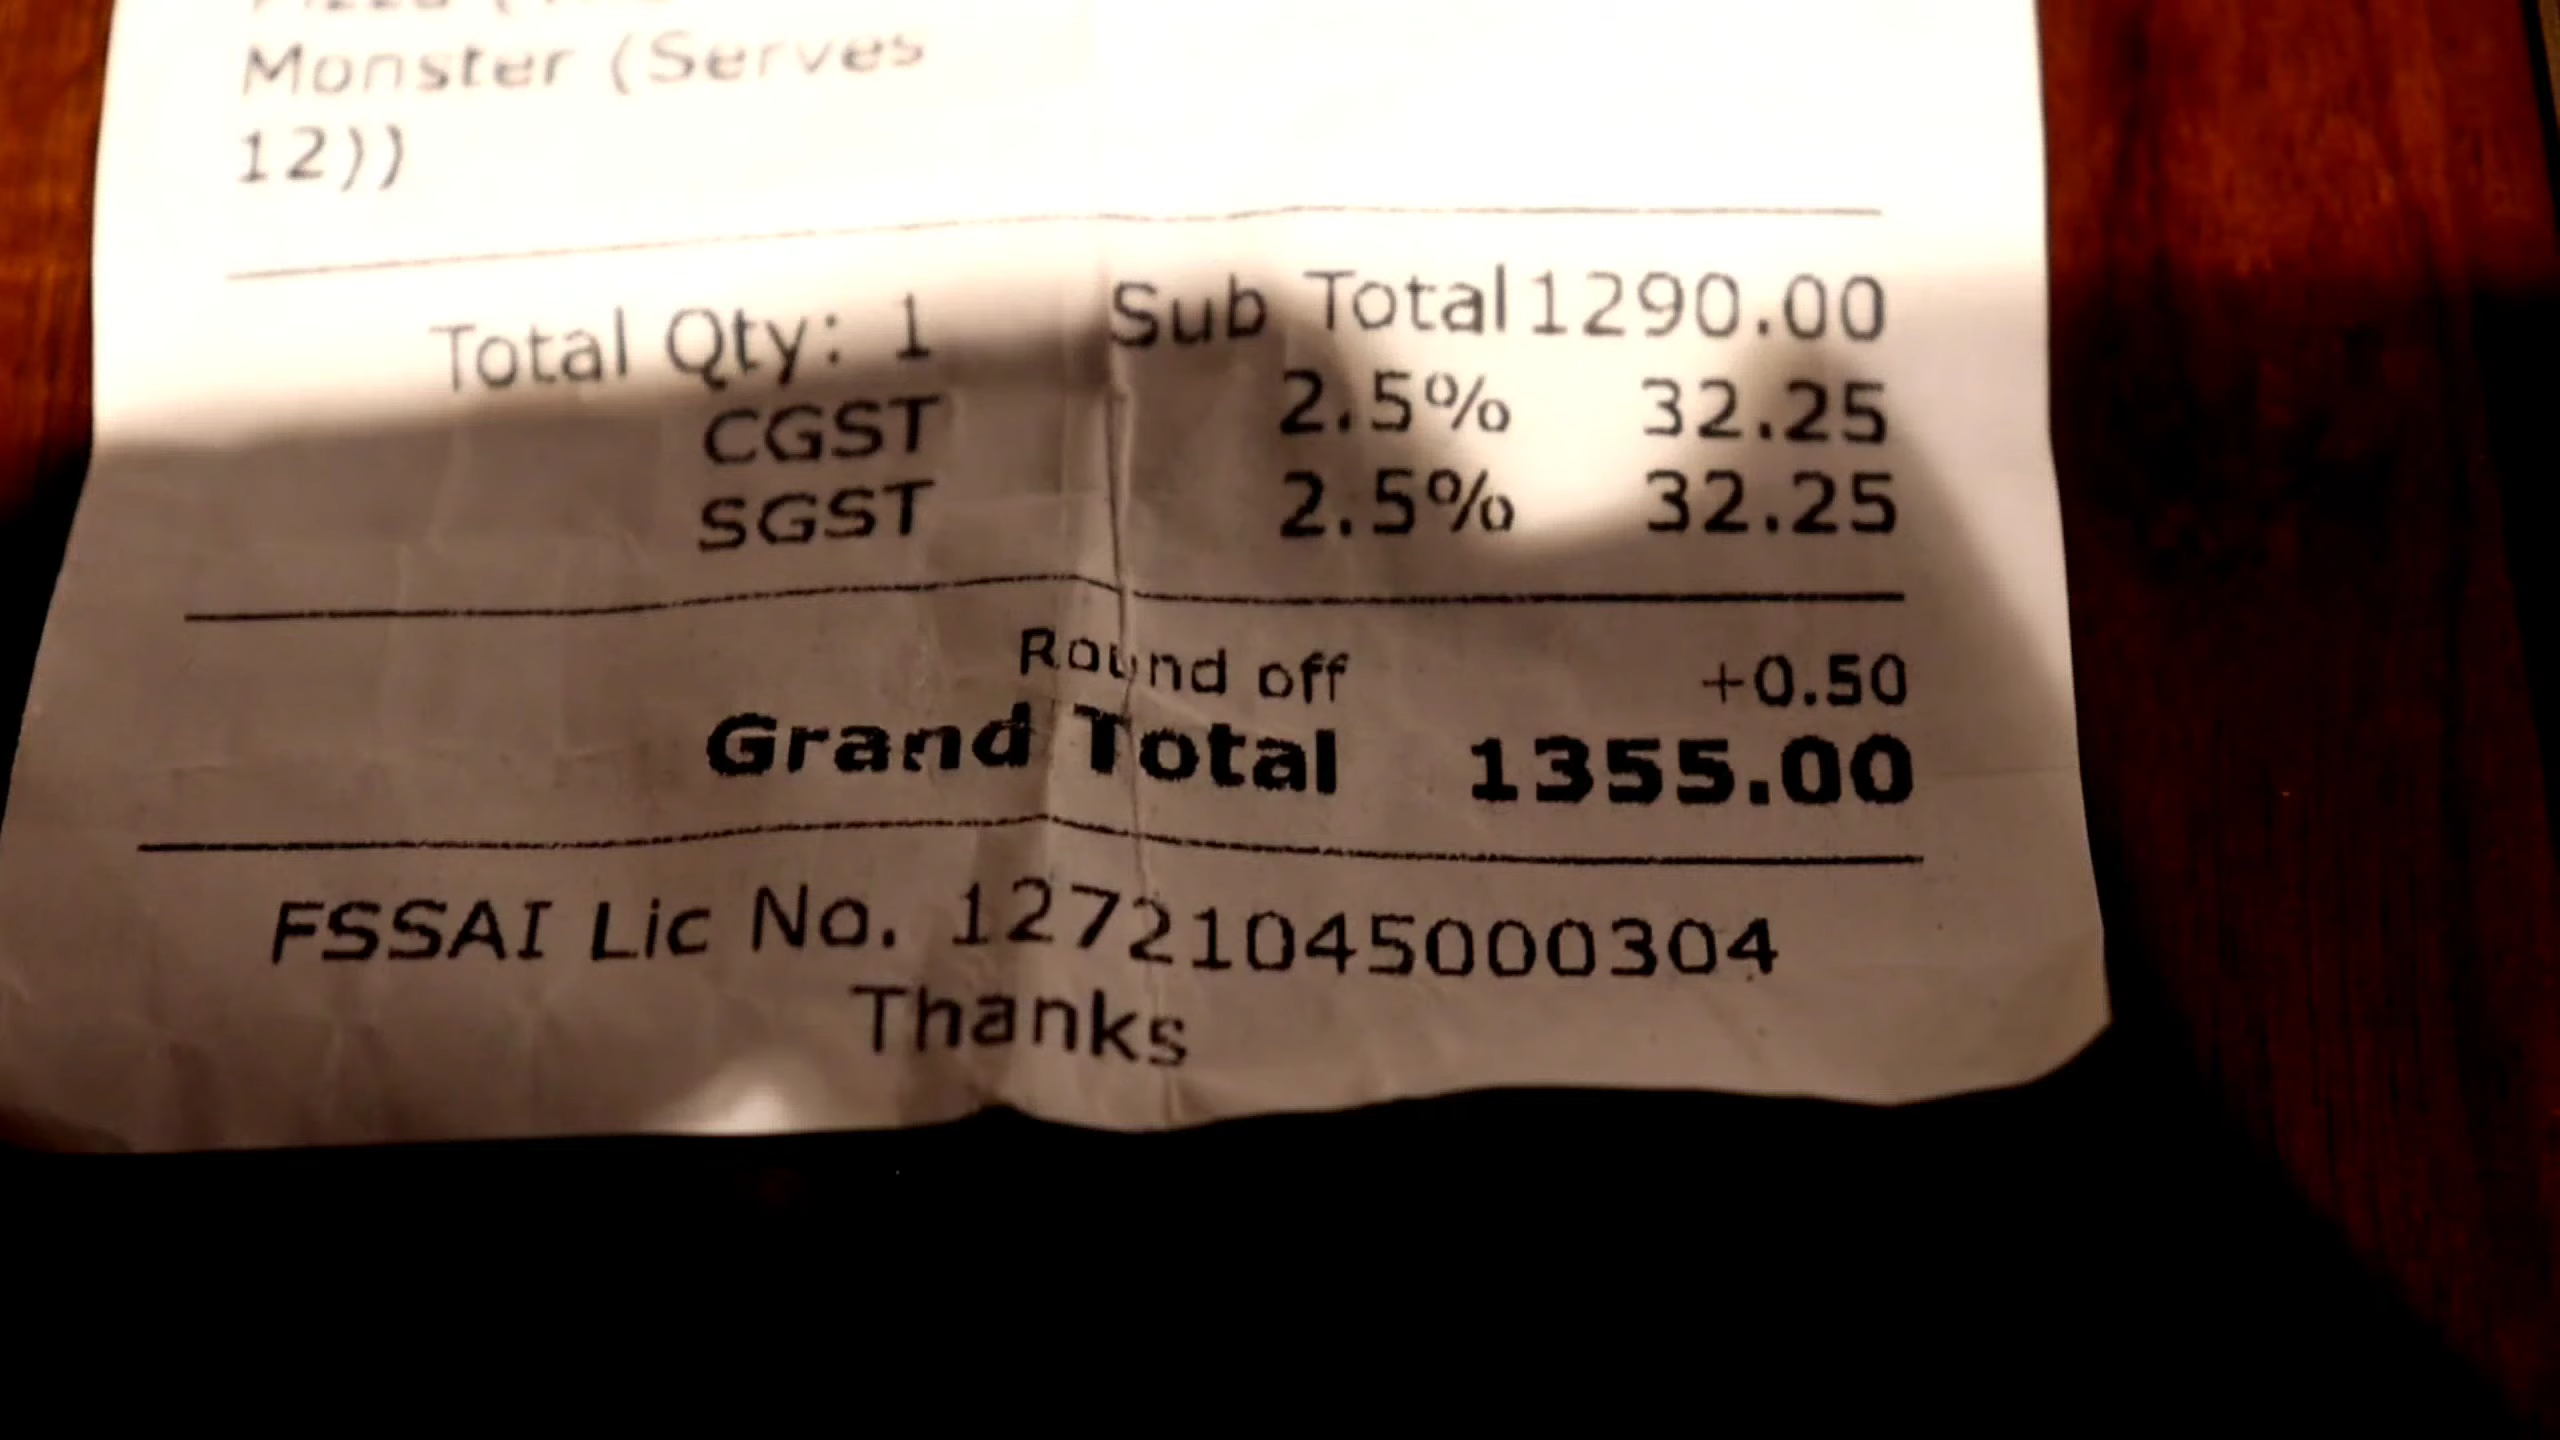 Monster (Serves
12))
Total Qty: 1 Sub Total 1290.00
CGST 2.5% 32.25
SGST 2.5% 32.25
Round off +0.50
Grand Total 1355.00
FSSAI Lic No. 12721045000304
Thanks